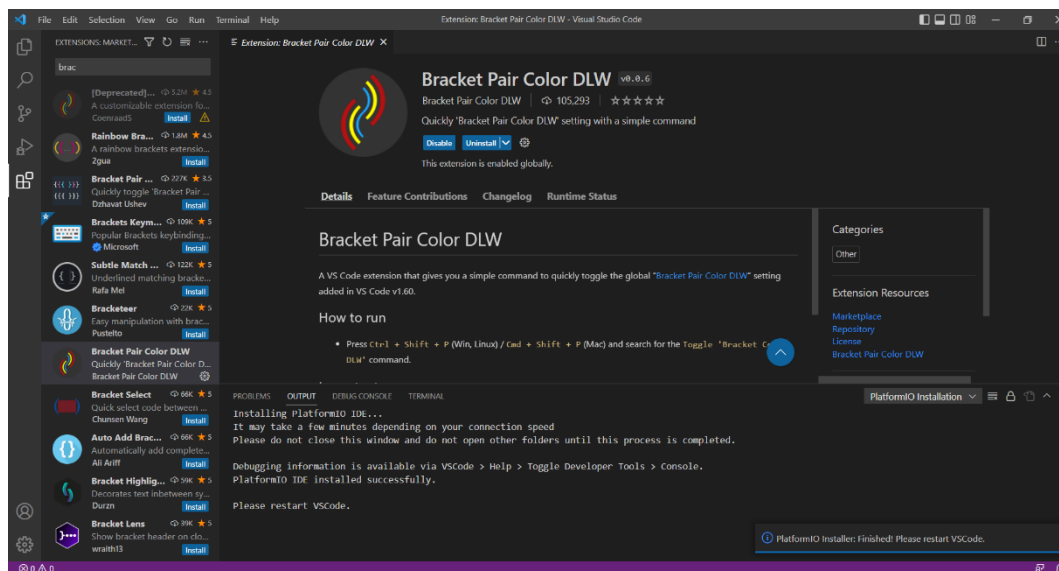 File Edit Selection View Go Run Terminal Help
Extension: Bracket Pair Color DLW - Visual Studio Code
EXTENSIONS: MARKET...
brac
[Deprecated]... 5.2M ★ 4.5
A customizable extension fo...
CoenraadS Install
Rainbow Bra... 1.8M ★ 4.5
A rainbow brackets extensio...
2gua Install
Bracket Pair ... 227K ★ 3.5
Quickly toggle 'Bracket Pair ...
Dzhavat Ushev Install
Brackets Keym... 109K ★ 5
Popular Brackets keybinding...
Microsoft Install
Subtle Match ... 122K ★ 5
Underlined matching bracke...
Rafa Mel Install
Bracketeer 22K ★ 5
Easy manipulation with brac...
Pustelto Install
Bracket Pair Color DLW
Quickly 'Bracket Pair Color D...
Bracket Pair Color DLW
Bracket Select 66K ★ 5
Quick select code between ...
Chunsen Wang Install
Auto Add Brac... 66K ★ 5
Automatically add complete...
Ali Ariff Install
Bracket Highlig... 59K ★ 5
Decorates text inbetween sy...
Durzn Install
Bracket Lens 39K ★ 5
Show bracket header on clo...
wraith13 Install
Extension: Bracket Pair Color DLW
Bracket Pair Color DLW v0.0.6
Bracket Pair Color DLW 105,293
Quickly 'Bracket Pair Color DLW' setting with a simple command
Disable Uninstall
This extension is enabled globally.
Details Feature Contributions Changelog Runtime Status
Bracket Pair Color DLW
A VS Code extension that gives you a simple command to quickly toggle the global "Bracket Pair Color DLW" setting
added in VS Code v1.60.
How to run
• Press Ctrl + Shift + P (Win, Linux) / Cmd + Shift + P (Mac) and search for the Toggle 'Bracket Co
DLW' command.
Categories
Other
Extension Resources
Marketplace
Repository
License
Bracket Pair Color DLW
PROBLEMS OUTPUT DEBUG CONSOLE TERMINAL
PlatformIO Installation
Installing PlatformIO IDE...
It may take a few minutes depending on your connection speed
Please do not close this window and do not open other folders until this process is completed.
Debugging information is available via VSCode > Help > Toggle Developer Tools > Console.
PlatformIO IDE installed successfully.
Please restart VSCode.
PlatformIO Installer: Finished! Please restart VSCode.
0 0